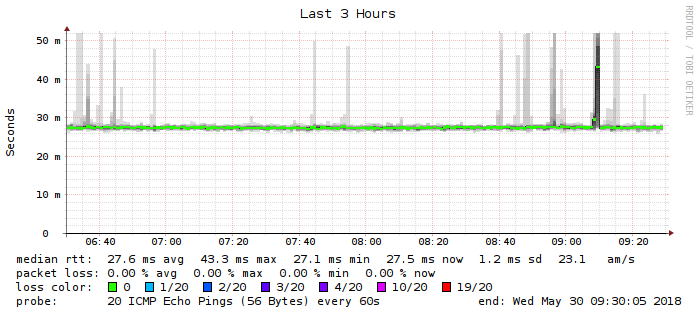 Last 3 Hours
RRDTOOL / TOBI OETIKER
Seconds
50 m
40 m
30 m
20 m
10 m
0
06:40 07:00 07:20 07:40 08:00 08:20 08:40 09:00 09:20
median rtt: 27.6 ms avg 43.3 ms max 27.1 ms min 27.5 ms now 1.2 ms sd 23.1 am/s
packet loss: 0.00 % avg 0.00 % max 0.00 % min 0.00 % now
loss color: 0 1/20 2/20 3/20 4/20 10/20 19/20
probe: 20 ICMP Echo Pings (56 Bytes) every 60s end: Wed May 30 09:30:05 2018